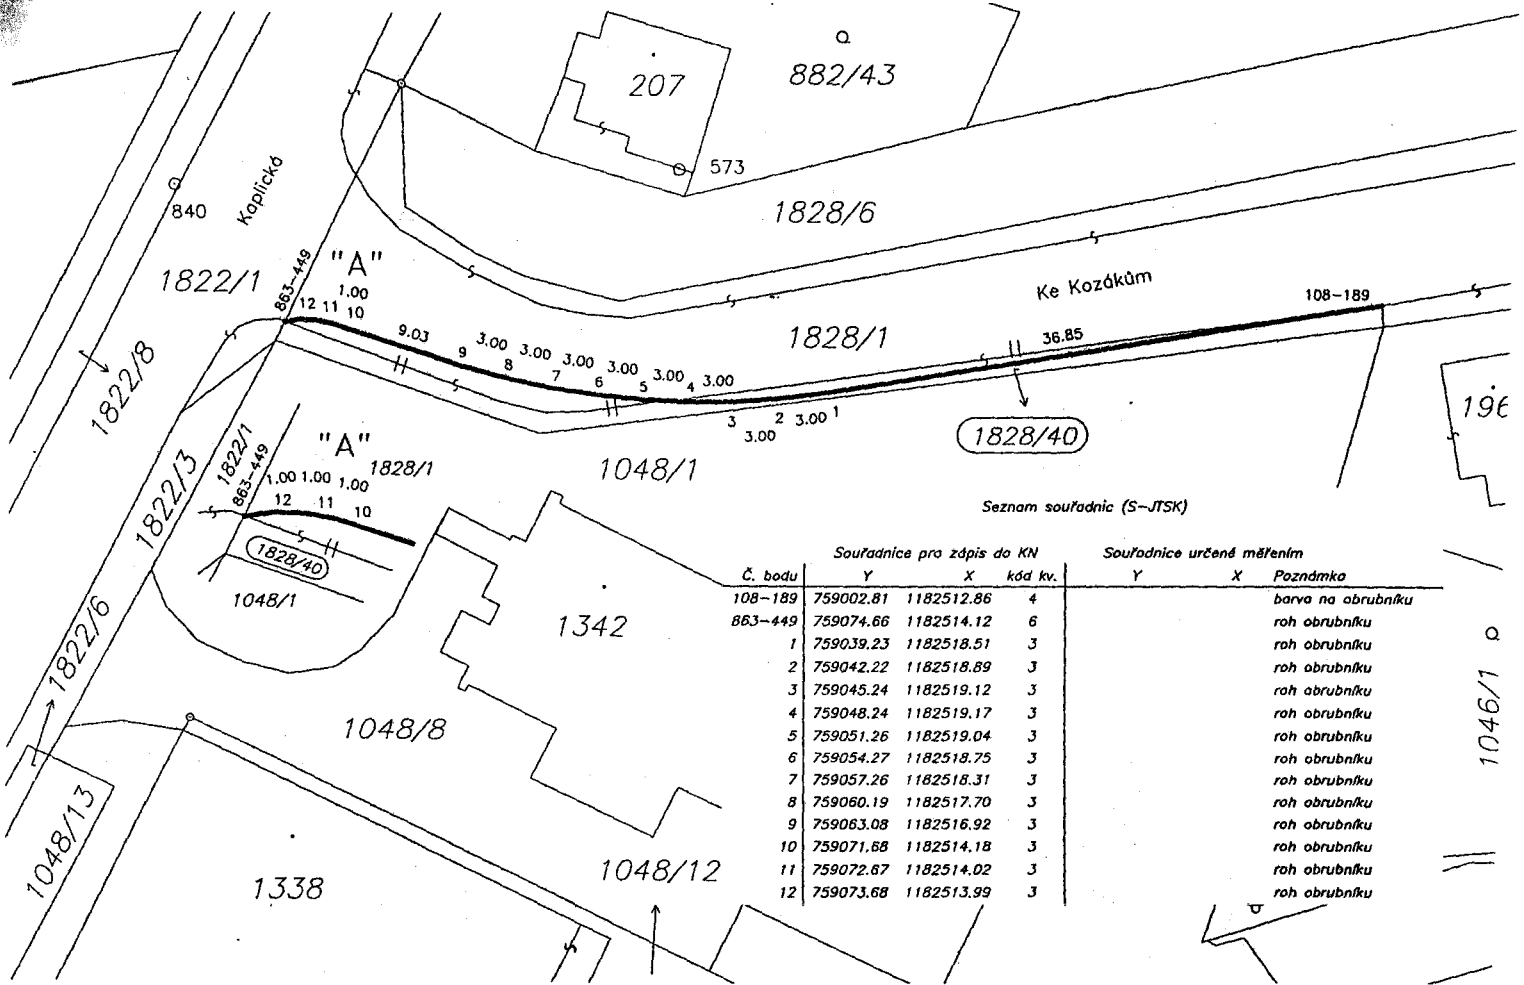 207
882/43
573
840
Kaplická
1828/6
1822/1
863-449
"A"
1.00
12 11 10
Ke Kozákům
108-189
1828/1
36.85
9.03
3.00 3.00 3.00 3.00 3.00 3.00
9 8 7 6 5 4
3 2 1
3.00 3.00
1822/8
1828/40
196
1822/3
1822/1
863-449
"A"
1828/1
1.00 1.00 1.00
12 11 10
1828/40
1048/1
1048/1
1822/6
1342
1048/8
1048/13
1338
1048/12
1046/1
Seznam souřadnic (S-JTSK)
Souřadnice pro zápis do KN Souřadnice určené měřením
Č. bodu Y X kód kv. Y X Poznámka
108-189 759002.81 1182512.86 4 barva na obrubníku
863-449 759074.66 1182514.12 6 roh obrubníku
1 759039.23 1182518.51 3 roh obrubníku
2 759042.22 1182518.89 3 roh obrubníku
3 759045.24 1182519.12 3 roh obrubníku
4 759048.24 1182519.17 3 roh obrubníku
5 759051.26 1182519.04 3 roh obrubníku
6 759054.27 1182518.75 3 roh obrubníku
7 759057.26 1182518.31 3 roh obrubníku
8 759060.19 1182517.70 3 roh obrubníku
9 759063.08 1182516.92 3 roh obrubníku
10 759071.68 1182514.18 3 roh obrubníku
11 759072.67 1182514.02 3 roh obrubníku
12 759073.68 1182513.99 3 roh obrubníku